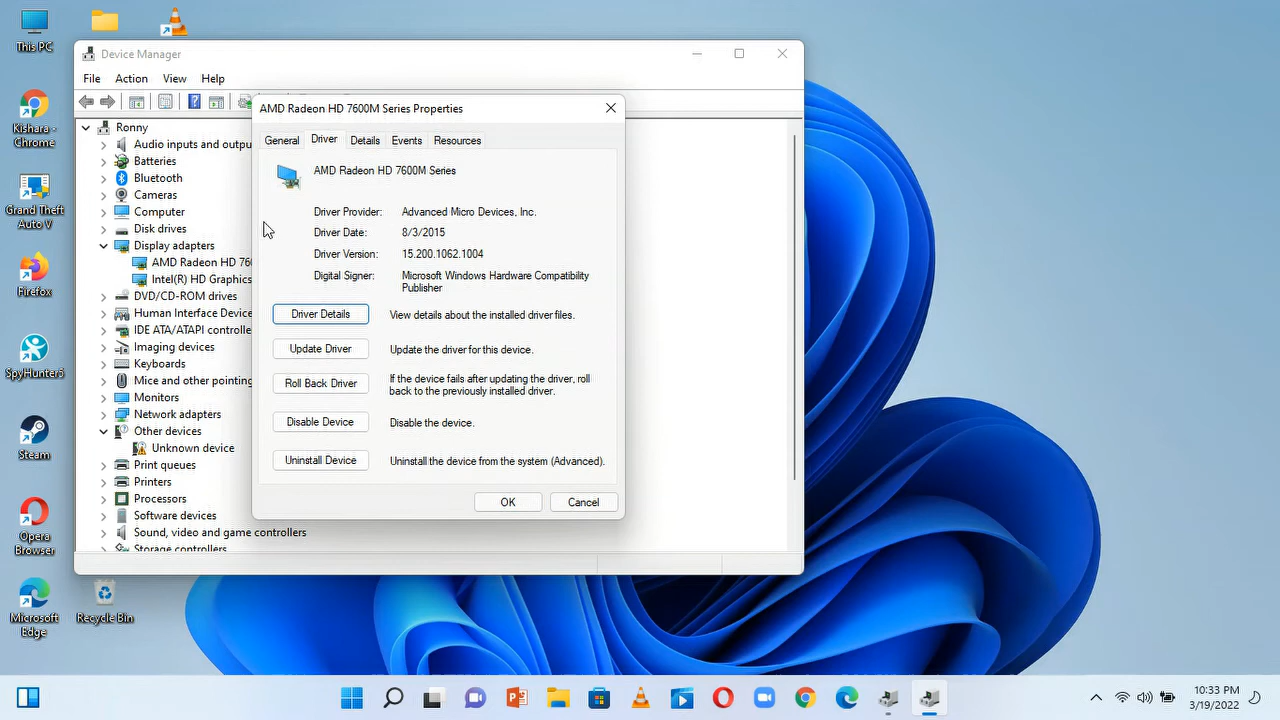 This PC
Kishara -
Chrome
Grand Theft
Auto V
Firefox
SpyHunter5
Steam
Opera
Browser
Microsoft
Edge
Recycle Bin
Device Manager
File
Action
View
Help
Ronny
Audio inputs and outpu
Batteries
Bluetooth
Cameras
Computer
Disk drives
Display adapters
AMD Radeon HD 760
Intel(R) HD Graphics
DVD/CD-ROM drives
Human Interface Device
IDE ATA/ATAPI controlle
Imaging devices
Keyboards
Mice and other pointing
Monitors
Network adapters
Other devices
Unknown device
Print queues
Printers
Processors
Software devices
Sound, video and game controllers
Storage controllers
AMD Radeon HD 7600M Series Properties
General
Driver
Details
Events
Resources
AMD Radeon HD 7600M Series
Driver Provider: Advanced Micro Devices, Inc.
Driver Date: 8/3/2015
Driver Version: 15.200.1062.1004
Digital Signer: Microsoft Windows Hardware Compatibility
Publisher
Driver Details
View details about the installed driver files.
Update Driver
Update the driver for this device.
Roll Back Driver
If the device fails after updating the driver, roll
back to the previously installed driver.
Disable Device
Disable the device.
Uninstall Device
Uninstall the device from the system (Advanced).
OK
Cancel
10:33 PM
3/19/2022